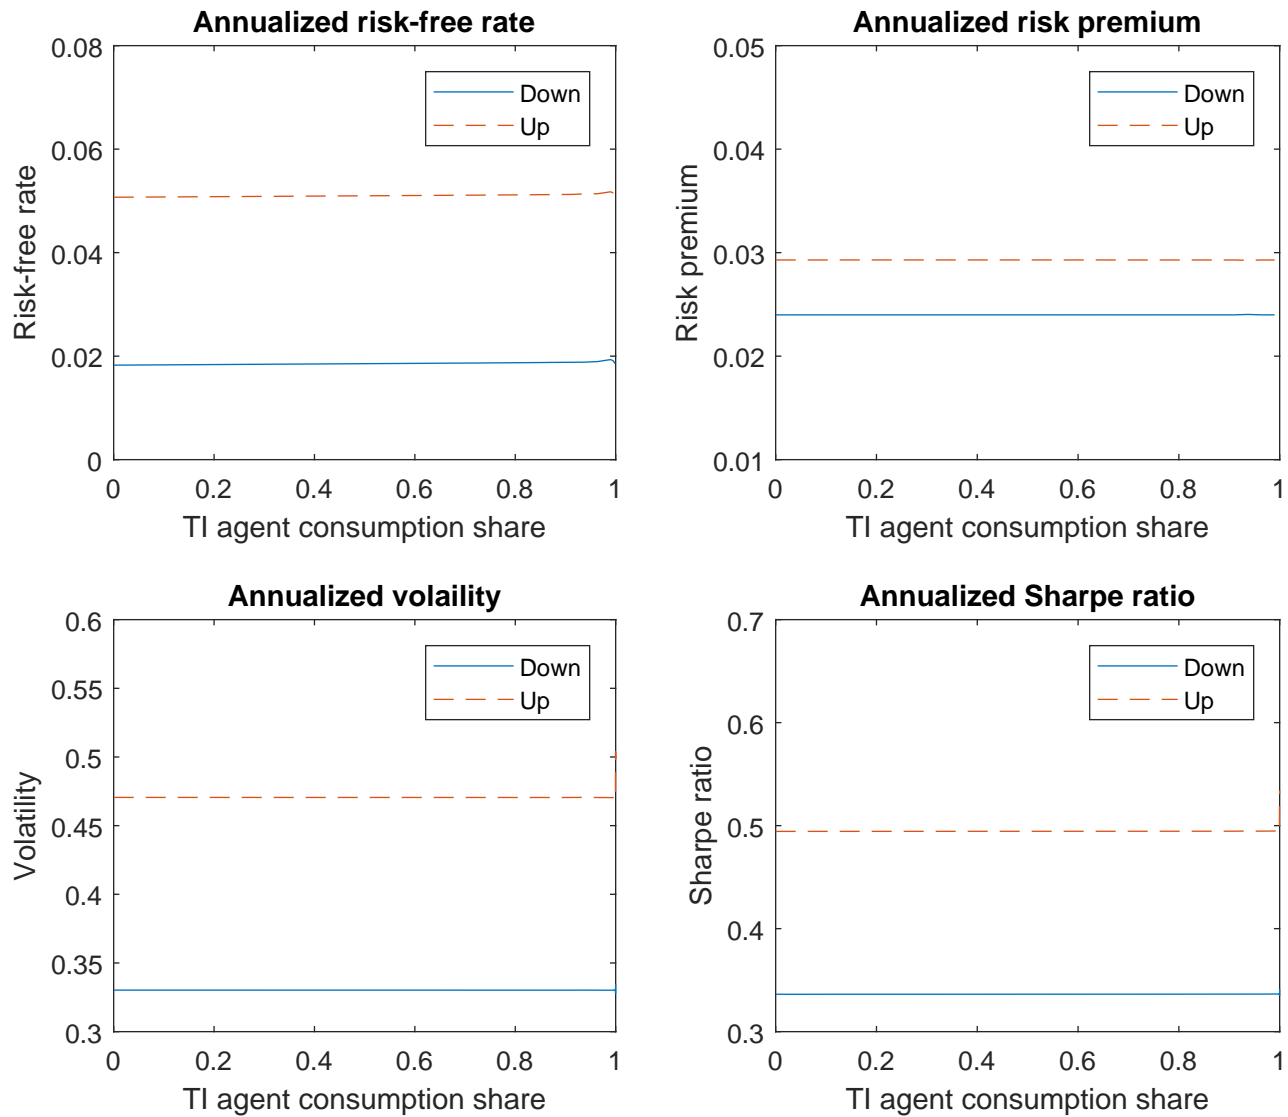 Annualized risk-free rate
0.08
0.06
0.04
0.02
0
Risk-free rate
Down
Up
0 0.2 0.4 0.6 0.8 1
TI agent consumption share
Annualized risk premium
0.05
0.04
0.03
0.02
0.01
Risk premium
Down
Up
0 0.2 0.4 0.6 0.8 1
TI agent consumption share
Annualized volaility
0.6
0.55
0.5
0.45
0.4
0.35
0.3
Volatility
Down
Up
0 0.2 0.4 0.6 0.8 1
TI agent consumption share
Annualized Sharpe ratio
0.7
0.6
0.5
0.4
0.3
Sharpe ratio
Down
Up
0 0.2 0.4 0.6 0.8 1
TI agent consumption share